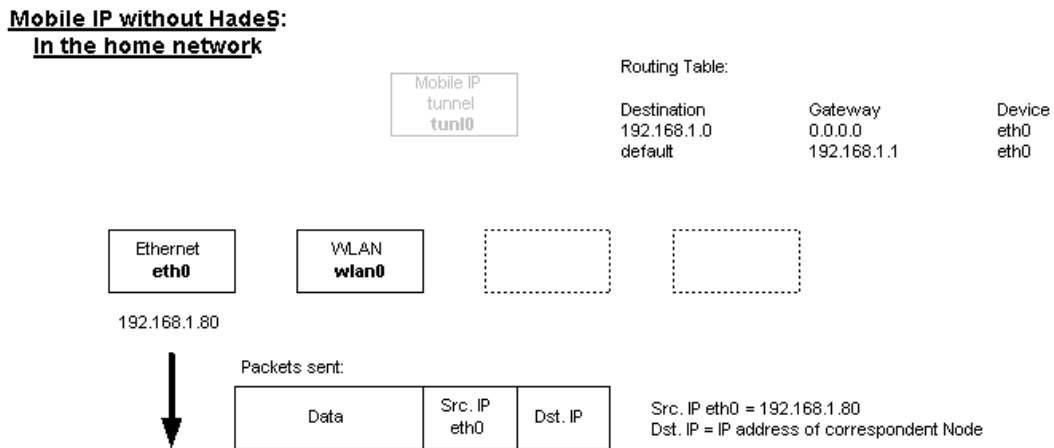 Mobile IP without HadeS:
In the home network
Mobile IP
tunnel
tunl0
Routing Table:
Destination Gateway Device
192.168.1.0 0.0.0.0 eth0
default 192.168.1.1 eth0
Ethernet
eth0
WLAN
wlan0
192.168.1.80
Packets sent:
Data
Src. IP
eth0
Dst. IP
Src. IP eth0 = 192.168.1.80
Dst. IP = IP address of correspondent Node